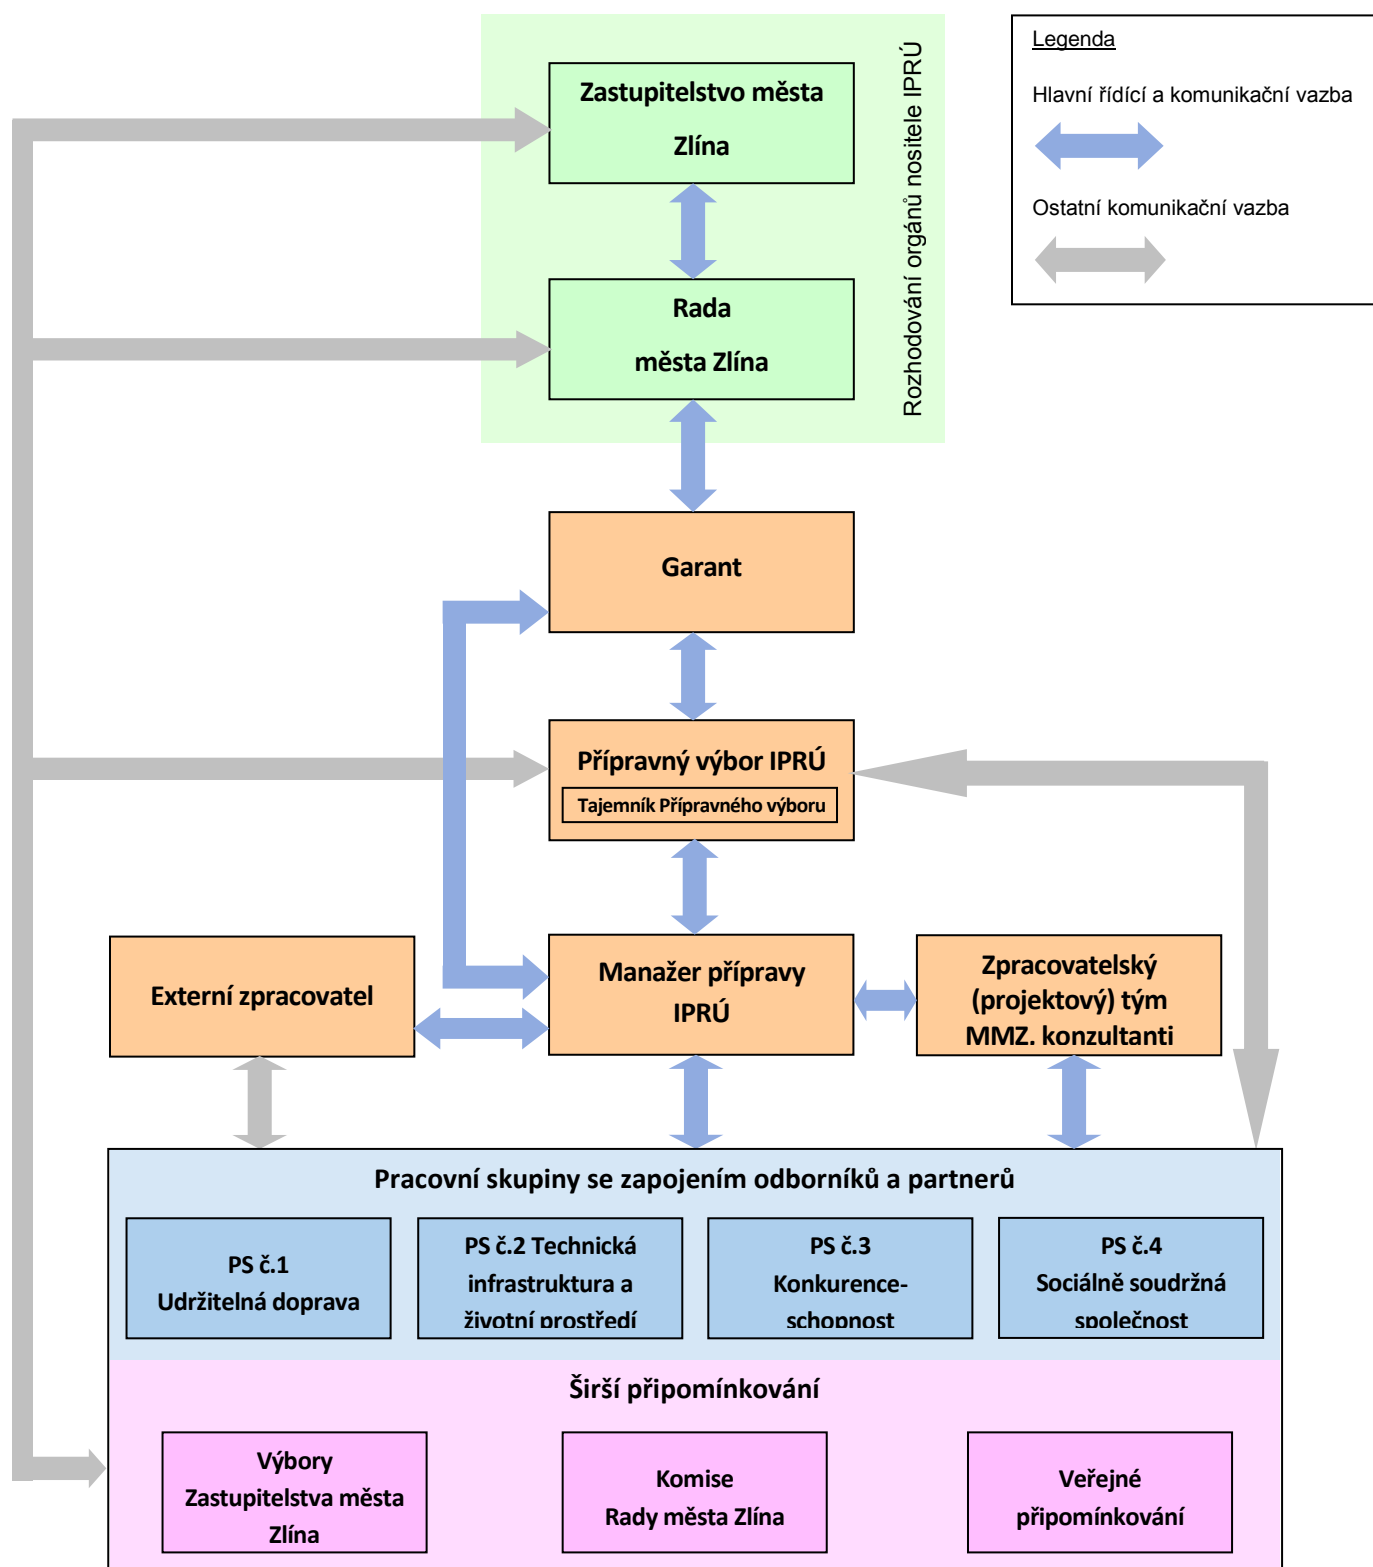 Legenda
Hlavní řídící a komunikační vazba
Ostatní komunikační vazba
Rozhodování orgánů nositele IPRÚ
Zastupitelstvo města
Zlína
Rada
města Zlína
Garant
Přípravný výbor IPRÚ
Tajemník Přípravného výboru
Externí zpracovatel
Manažer přípravy
IPRÚ
Zpracovatelský
(projektový) tým
MMZ. konzultanti
Pracovní skupiny se zapojením odborníků a partnerů
PS č.1
Udržitelná doprava
PS č.2 Technická
infrastruktura a
životní prostředí
PS č.3
Konkurence-
schopnost
PS č.4
Sociálně soudržná
společnost
Širší připomínkování
Výbory
Zastupitelstva města
Zlína
Komise
Rady města Zlína
Veřejné
připomínkování